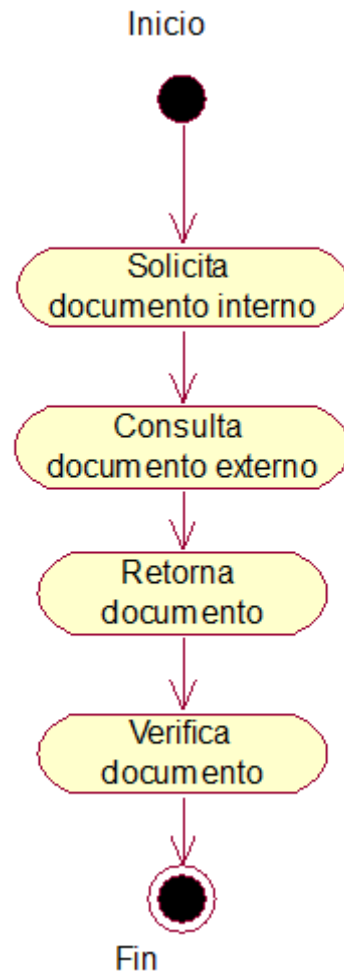 Inicio
Solicita
documento interno
Consulta
documento externo
Retorna
documento
Verifica
documento
Fin